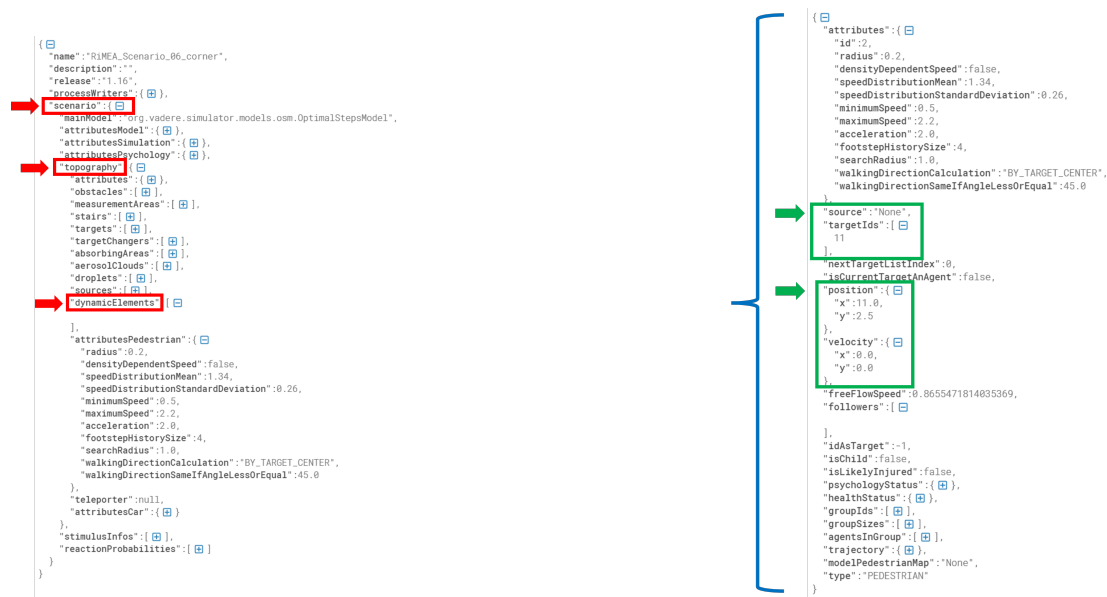 {
"name":"RiMEA_Scenario_06_corner",
"description":"",
"release":"1.16",
"processWriters":{ },
"scenario":{
"mainModel":"org.vadere.simulator.models.osm.OptimalStepsModel",
"attributesModel":{ },
"attributesSimulation":{ },
"attributesPsychology":{ },
"topography":{
"attributes":{ },
"obstacles":[ ],
"measurementAreas":[ ],
"stairs":[ ],
"targets":[ ],
"targetChangers":[ ],
"absorbingAreas":[ ],
"aerosolClouds":[ ],
"droplets":[ ],
"sources":[ ],
"dynamicElements":[
],
"attributesPedestrian":{
"radius":0.2,
"densityDependentSpeed":false,
"speedDistributionMean":1.34,
"speedDistributionStandardDeviation":0.26,
"minimumSpeed":0.5,
"maximumSpeed":2.2,
"acceleration":2.0,
"footstepHistorySize":4,
"searchRadius":1.0,
"walkingDirectionCalculation":"BY_TARGET_CENTER",
"walkingDirectionSameIfAngleLessOrEqual":45.0
},
"teleporter":null,
"attributesCar":{ }
},
"stimulusInfos":[ ],
"reactionProbabilities":[ ]
}
}
{
"attributes":{
"id":2,
"radius":0.2,
"densityDependentSpeed":false,
"speedDistributionMean":1.34,
"speedDistributionStandardDeviation":0.26,
"minimumSpeed":0.5,
"maximumSpeed":2.2,
"acceleration":2.0,
"footstepHistorySize":4,
"searchRadius":1.0,
"walkingDirectionCalculation":"BY_TARGET_CENTER",
"walkingDirectionSameIfAngleLessOrEqual":45.0
},
"source":"None",
"targetIds":[
11
],
"nextTargetListIndex":0,
"isCurrentTargetAnAgent":false,
"position":{
"x":11.0,
"y":2.5
},
"velocity":{
"x":0.0,
"y":0.0
},
"freeFlowSpeed":0.8655471814035369,
"followers":[
],
"idAsTarget":-1,
"isChild":false,
"isLikelyInjured":false,
"psychologyStatus":{ },
"healthStatus":{ },
"groupIds":[ ],
"groupSizes":[ ],
"agentsInGroup":[ ],
"trajectory":{ },
"modelPedestrianMap":"None",
"type":"PEDESTRIAN"
}